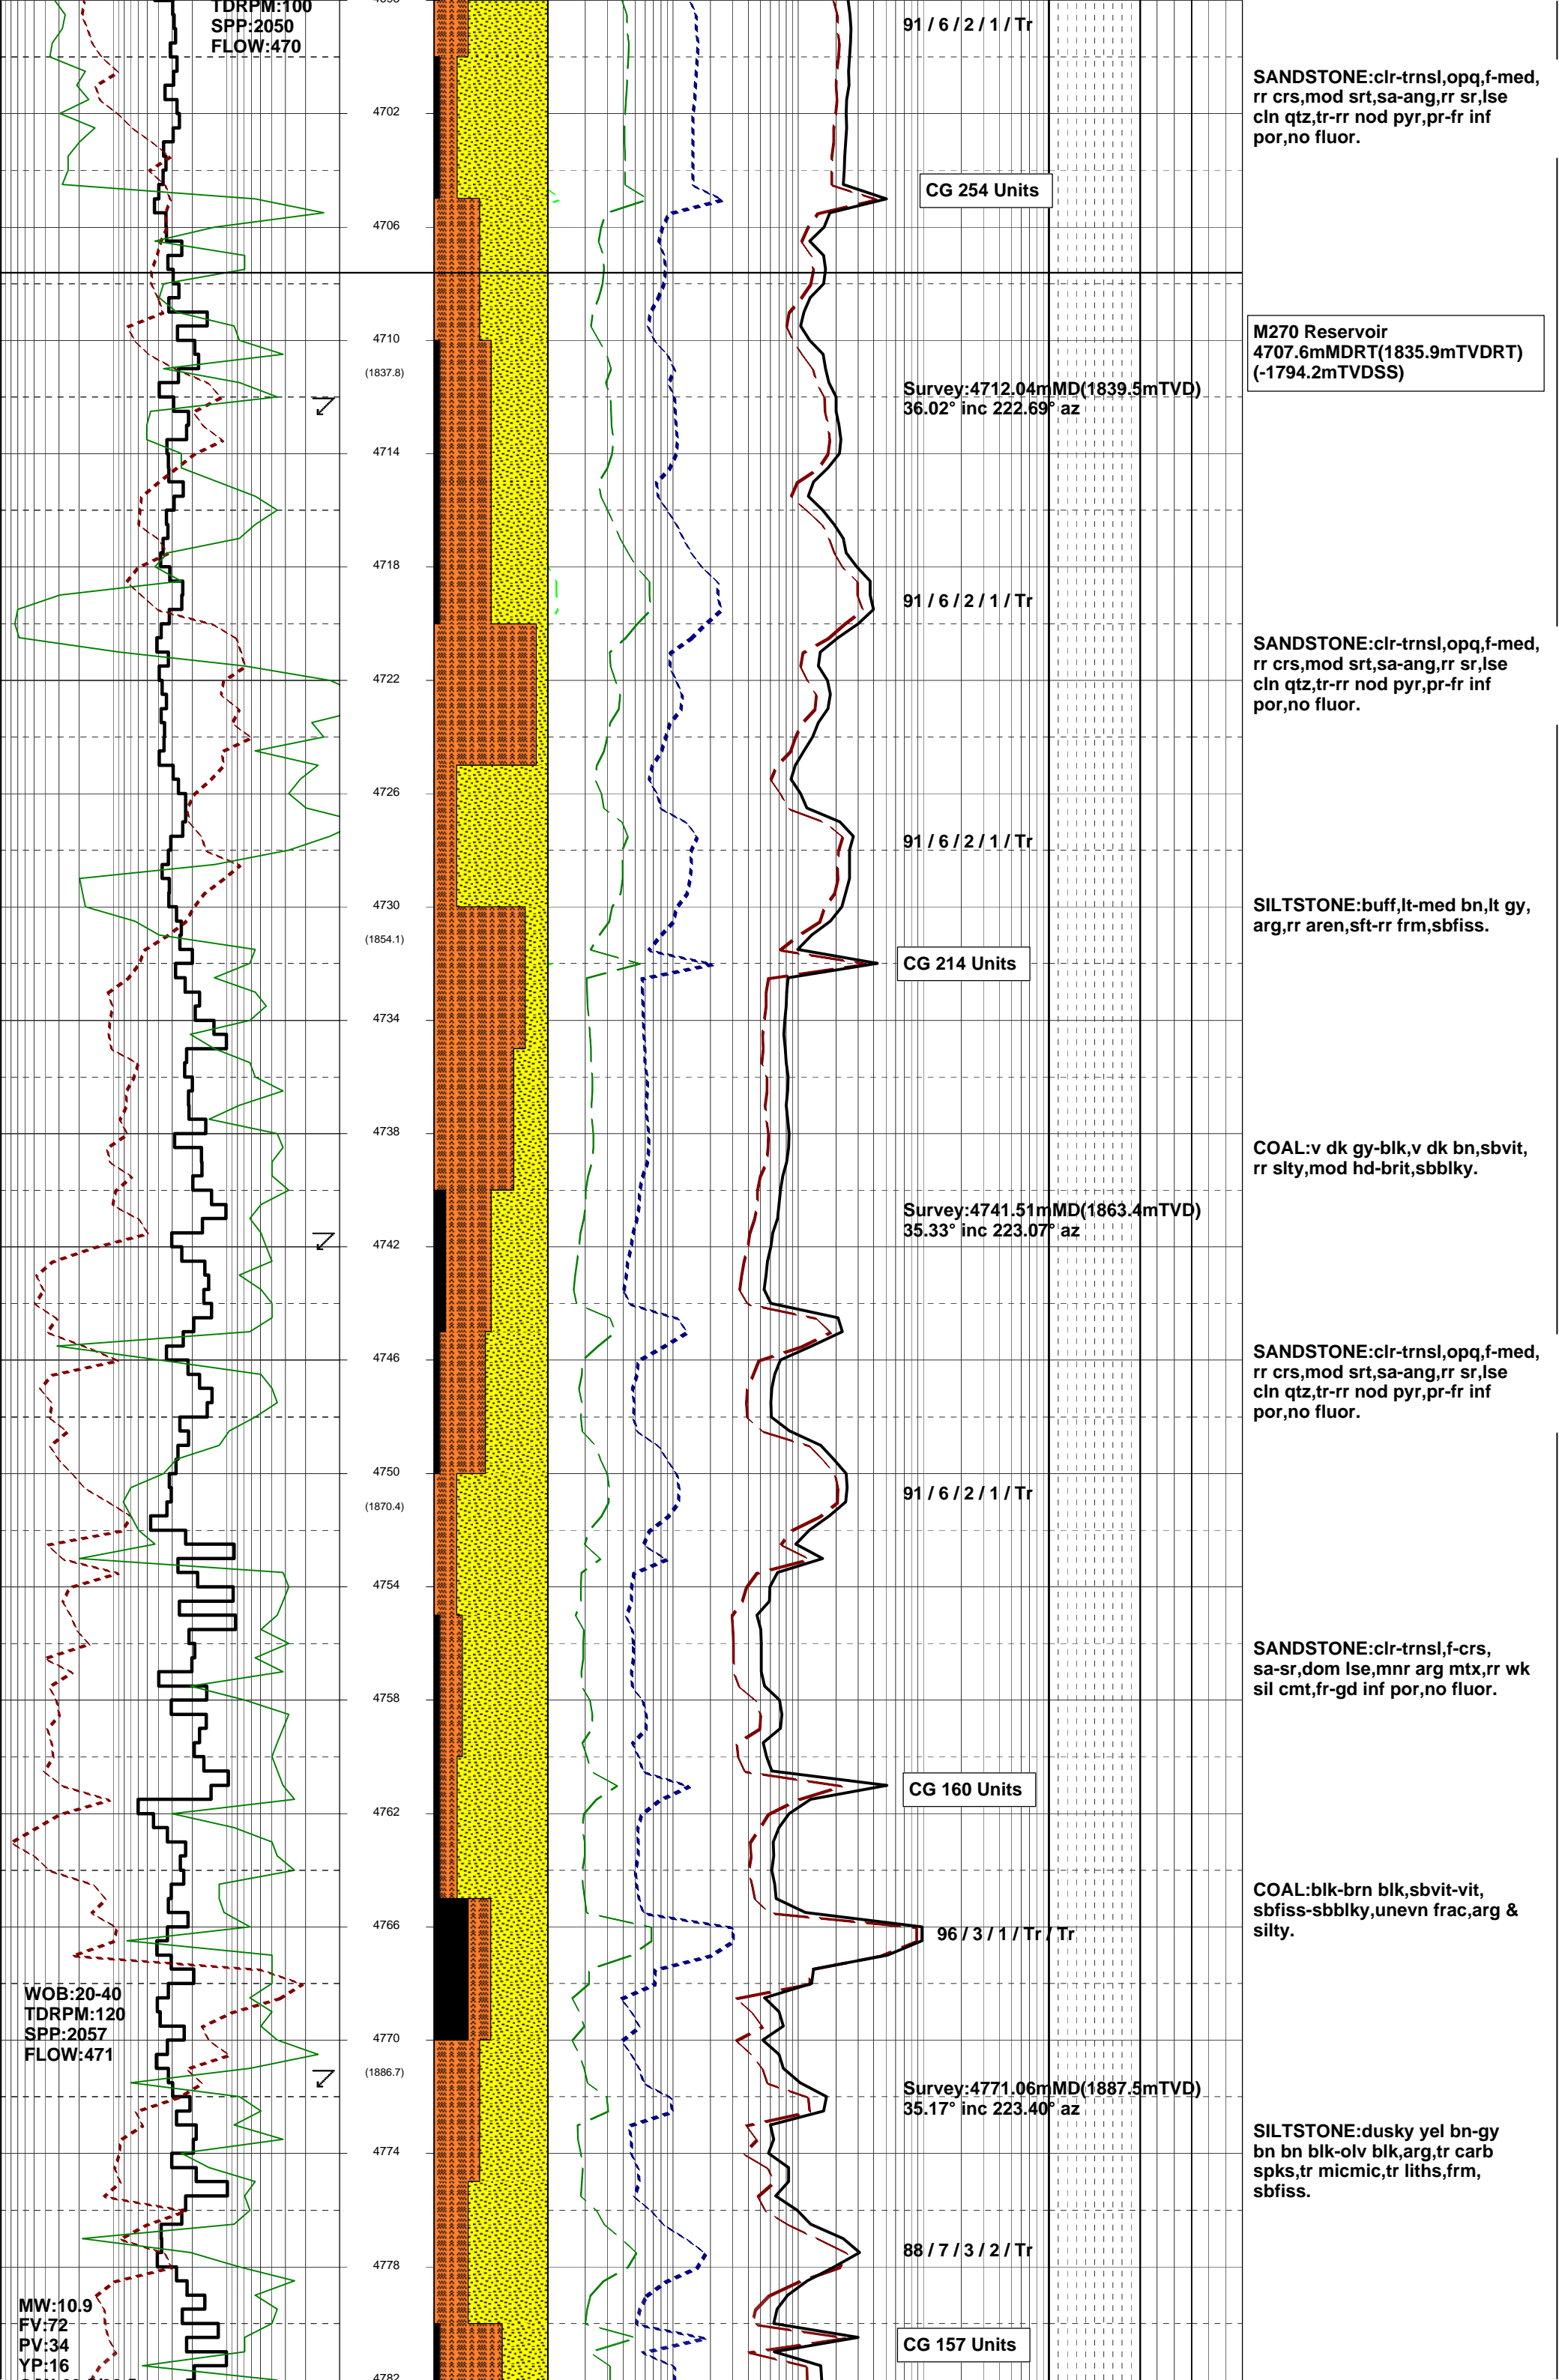 TDRPM:100
SPP:2050
FLOW:470
WOB:20-40
TDRPM:120
SPP:2057
FLOW:471
MW:10.9
FV:72
PV:34
YP:16
4702
4706
4710
(1837.8)
4714
4718
4722
4726
4730
(1854.1)
4734
4738
4742
4746
4750
(1870.4)
4754
4758
4762
4766
4770
(1886.7)
4774
4778
4782
91 / 6 / 2 / 1 / Tr
CG 254 Units
Survey:4712.04mMD(1839.5mTVD)
36.02° inc 222.69° az
91 / 6 / 2 / 1 / Tr
91 / 6 / 2 / 1 / Tr
CG 214 Units
Survey:4741.51mMD(1863.4mTVD)
35.33° inc 223.07° az
91 / 6 / 2 / 1 / Tr
CG 160 Units
96 / 3 / 1 / Tr / Tr
Survey:4771.06mMD(1887.5mTVD)
35.17° inc 223.40° az
88 / 7 / 3 / 2 / Tr
CG 157 Units
SANDSTONE:clr-trnsl,opq,f-med,
rr crs,mod srt,sa-ang,rr sr,lse
cln qtz,tr-rr nod pyr,pr-fr inf
por,no fluor.
M270 Reservoir
4707.6mMDRT(1835.9mTVDRT)
(-1794.2mTVDSS)
SANDSTONE:clr-trnsl,opq,f-med,
rr crs,mod srt,sa-ang,rr sr,lse
cln qtz,tr-rr nod pyr,pr-fr inf
por,no fluor.
SILTSTONE:buff,lt-med bn,lt gy,
arg,rr aren,sft-rr frm,sbfiss.
COAL:v dk gy-blk,v dk bn,sbvit,
rr slty,mod hd-brit,sbblky.
SANDSTONE:clr-trnsl,opq,f-med,
rr crs,mod srt,sa-ang,rr sr,lse
cln qtz,tr-rr nod pyr,pr-fr inf
por,no fluor.
SANDSTONE:clr-trnsl,f-crs,
sa-sr,dom lse,mnr arg mtx,rr wk
sil cmt,fr-gd inf por,no fluor.
COAL:blk-brn blk,sbvit-vit,
sbfiss-sbblky,unevn frac,arg &
silty.
SILTSTONE:dusky yel bn-gy
bn bn blk-olv blk,arg,tr carb
spks,tr micmic,tr liths,frm,
sbfiss.